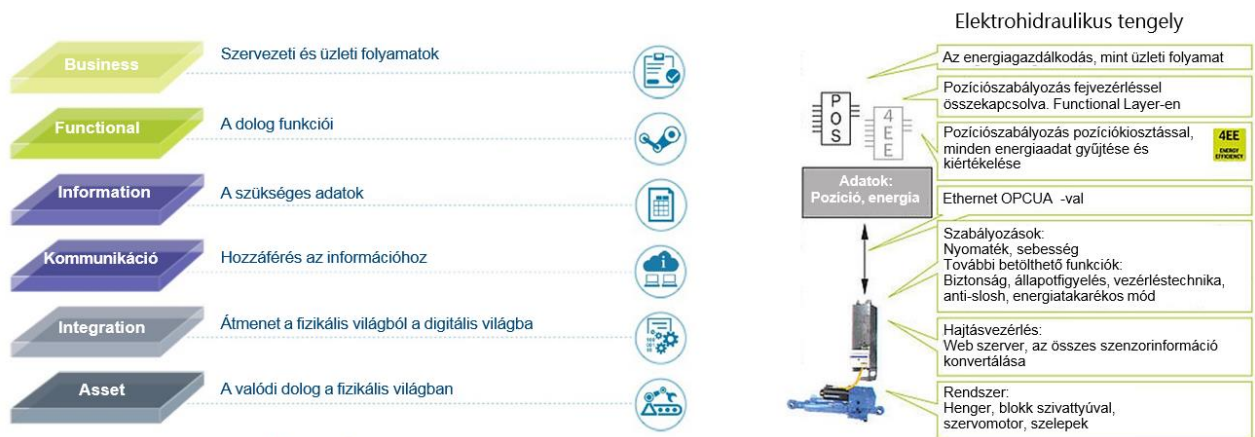 Elektrohidraulikus tengely
Business
Szervezeti és üzleti folyamatok
Functional
A dolog funkciói
Information
A szükséges adatok
Kommunikáció
Hozzáférés az információhoz
Integration
Átmenet a fizikális világból a digitális világba
Asset
A valódi dolog a fizikális világban
POS
4EE
Adatok:
Pozíció, energia
Az energiagazdálkodás, mint üzleti folyamat
Pozíciószabályozás fejvezérléssel
összekapcsolva. Functional Layer-en
Pozíciószabályozás pozíciókiosztással,
minden energiaadat gyűjtése és
kiértékelése
4EE
ENERGY
EFFICIENCY
Ethernet OPCUA -val
Szabályozások:
Nyomaték, sebesség
További betölthető funkciók:
Biztonság, állapotfigyelés, vezérléstechnika,
anti-slosh, energiatakarékos mód
Hajtásvezérlés:
Web szerver, az összes szenzorinformáció
konvertálása
Rendszer:
Henger, blokk szivattyúval,
szervomotor, szelepek